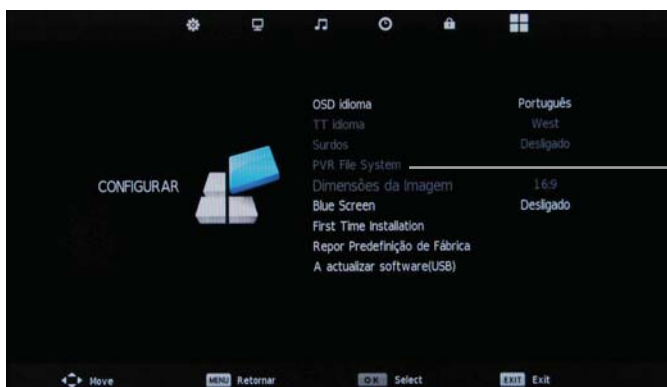 OSD idioma Português
TT idioma West
Surdos Desligado
PVR File System
CONFIGURAR
Dimensões da Imagem 16:9
Blue Screen Desligado
First Time Installation
Repor Predefinição de Fábrica
A actualizar software(USB)
Move MENU Retornar OK Select EXIT Exit